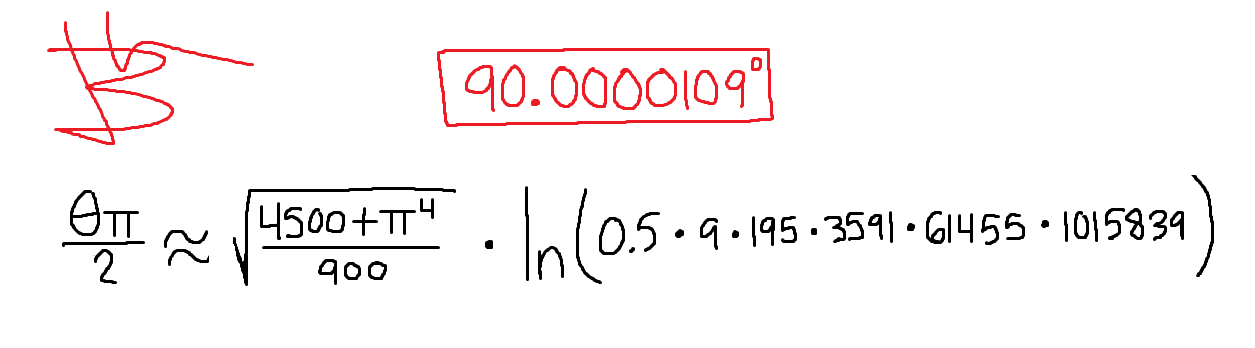 90.0000109°
θπ/2 ≈ √((4500+π⁴)/900) · ln(0.5 · 9 · 195 · 3591 · 61455 · 1015839)